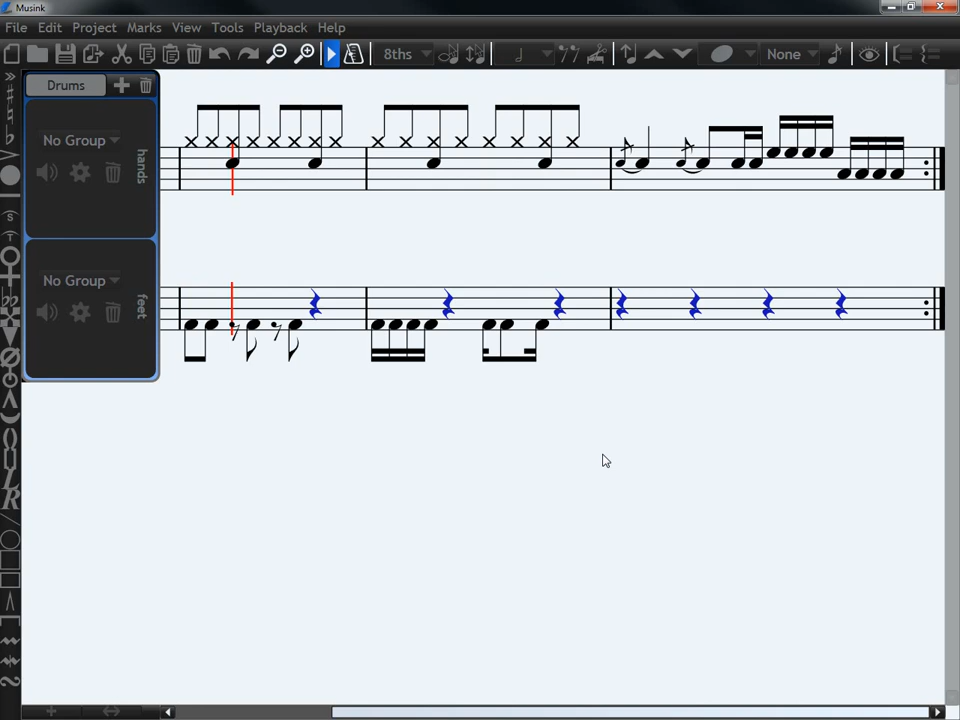 Musink
File Edit Project Marks View Tools Playback Help
8ths None
Drums
No Group
hands
No Group
feet